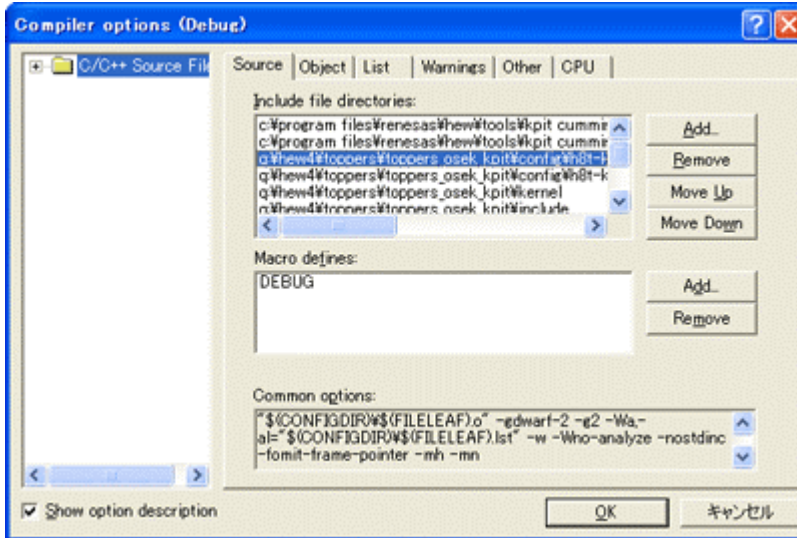 Compiler options (Debug)
C/C++ Source File
Source Object List Warnings Other CPU
Include file directories:
c:¥program files¥renesas¥hew¥tools¥kpit cummin
c:¥program files¥renesas¥hew¥tools¥kpit cummin
q:¥hew4¥toppers¥toppers_osek_kpit¥config¥h8t-k
q:¥hew4¥toppers¥toppers_osek_kpit¥config¥h8t-k
q:¥hew4¥toppers¥toppers_osek_kpit¥kernel
q:¥hew4¥toppers¥toppers_osek_kpit¥include
Add...
Remove
Move Up
Move Down
Macro defines:
DEBUG
Add...
Remove
Common options:
"$(CONFIGDIR)¥$(FILELEAF).o" -gdwarf-2 -g2 -Wa,-
al="$(CONFIGDIR)¥$(FILELEAF).lst" -w -Wno-analyze -nostdinc
-fomit-frame-pointer -mh -mn
Show option description
OK
キャンセル